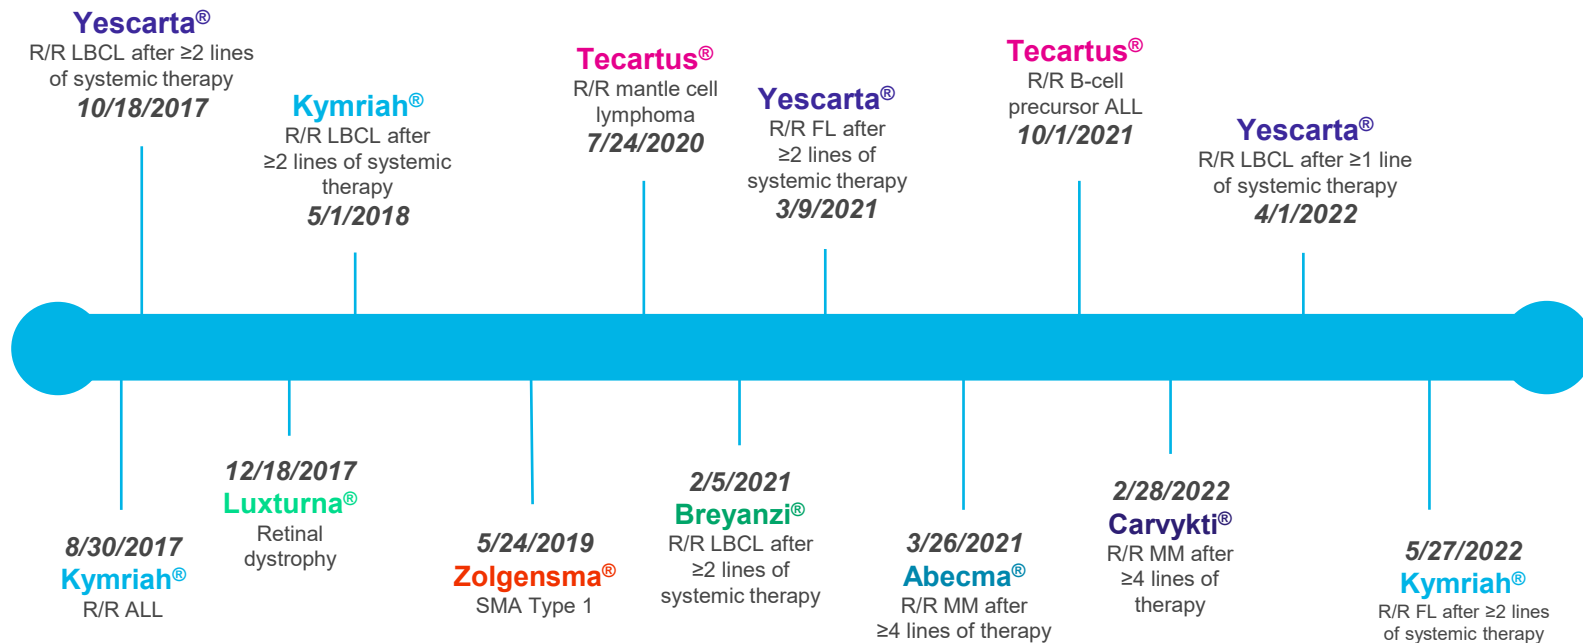 Yescarta®
R/R LBCL after ≥2 lines
of systemic therapy
10/18/2017
Kymriah®
R/R LBCL after
≥2 lines of systemic
therapy
5/1/2018
Tecartus®
R/R mantle cell
lymphoma
7/24/2020
Yescarta®
R/R FL after
≥2 lines of
systemic therapy
3/9/2021
Tecartus®
R/R B-cell
precursor ALL
10/1/2021
Yescarta®
R/R LBCL after ≥1 line
of systemic therapy
4/1/2022
8/30/2017
Kymriah®
R/R ALL
12/18/2017
Luxturna®
Retinal
dystrophy
5/24/2019
Zolgensma®
SMA Type 1
2/5/2021
Breyanzi®
R/R LBCL after
≥2 lines of
systemic therapy
3/26/2021
Abecma®
R/R MM after
≥4 lines of therapy
2/28/2022
Carvykti®
R/R MM after
≥4 lines of
therapy
5/27/2022
Kymriah®
R/R FL after ≥2 lines
of systemic therapy